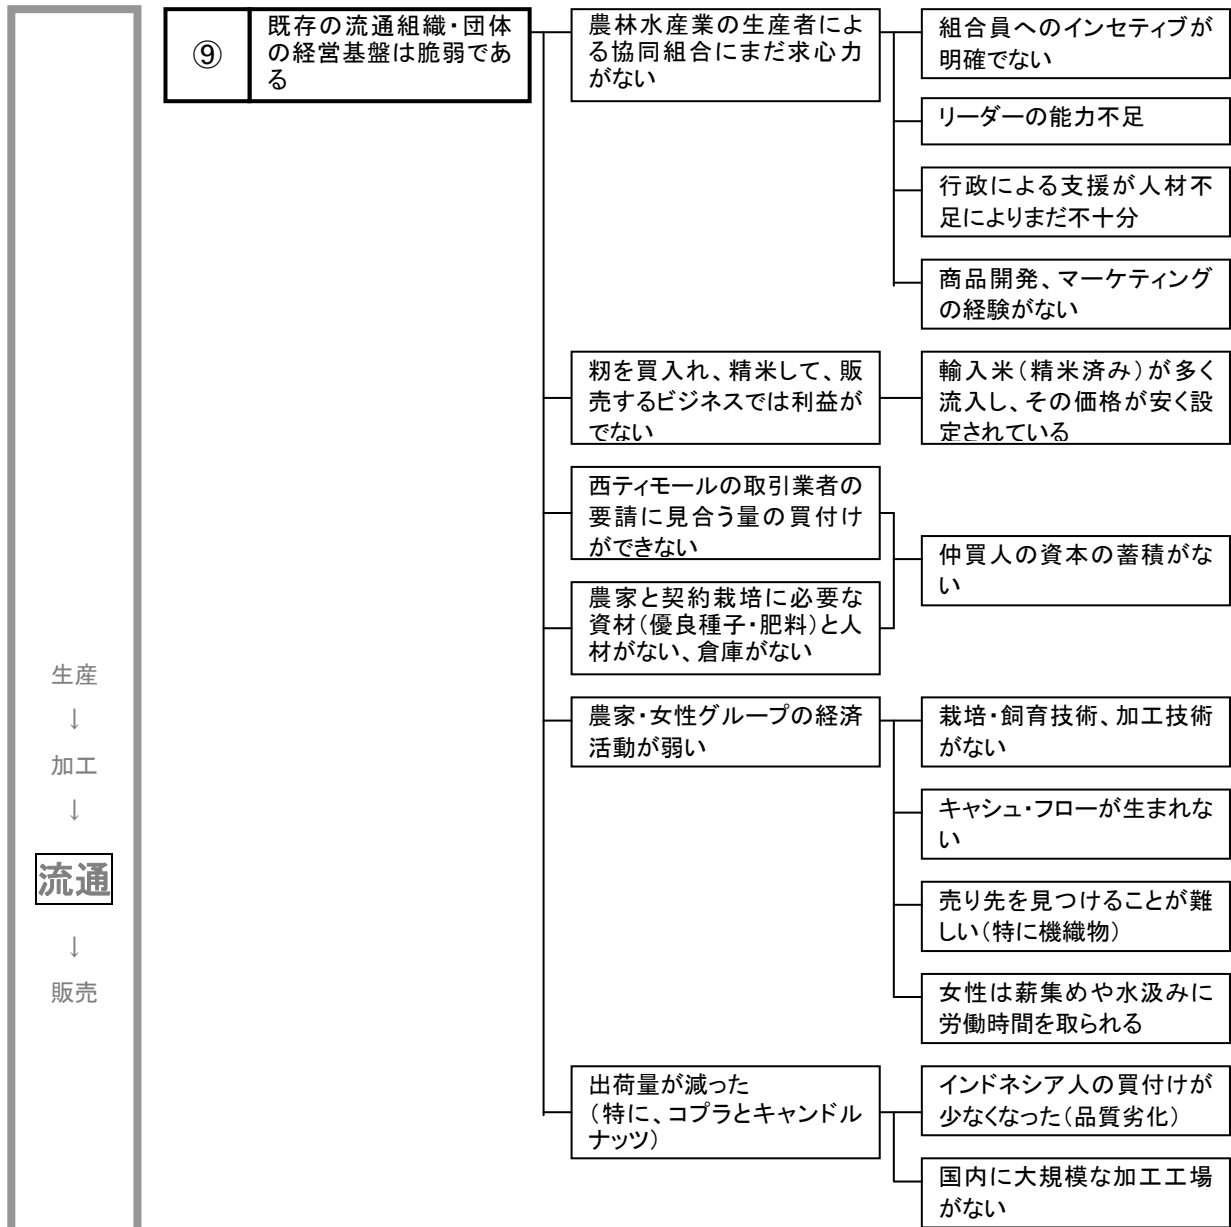 ⑨
既存の流通組織・団体
の経営基盤は脆弱であ
る
農林水産業の生産者によ
る協同組合にまだ求心力
がない
組合員へのインセティブが
明確でない
リーダーの能力不足
行政による支援が人材不
足によりまだ不十分
商品開発、マーケティング
の経験がない
籾を買入れ、精米して、販
売するビジネスでは利益が
でない
輸入米(精米済み)が多く
流入し、その価格が安く設
定されている
西ティモールの取引業者の
要請に見合う量の買付け
ができない
農家と契約栽培に必要な
資材(優良種子・肥料)と人
材がない、倉庫がない
仲買人の資本の蓄積がな
い
農家・女性グループの経済
活動が弱い
栽培・飼育技術、加工技術
がない
キャシュ・フローが生まれな
い
売り先を見つけることが難
しい(特に機織物)
女性は薪集めや水汲みに
労働時間を取られる
出荷量が減った
(特に、コプラとキャンドル
ナッツ)
インドネシア人の買付けが
少なくなった(品質劣化)
国内に大規模な加工工場
がない
生産
↓
加工
↓
流通
↓
販売